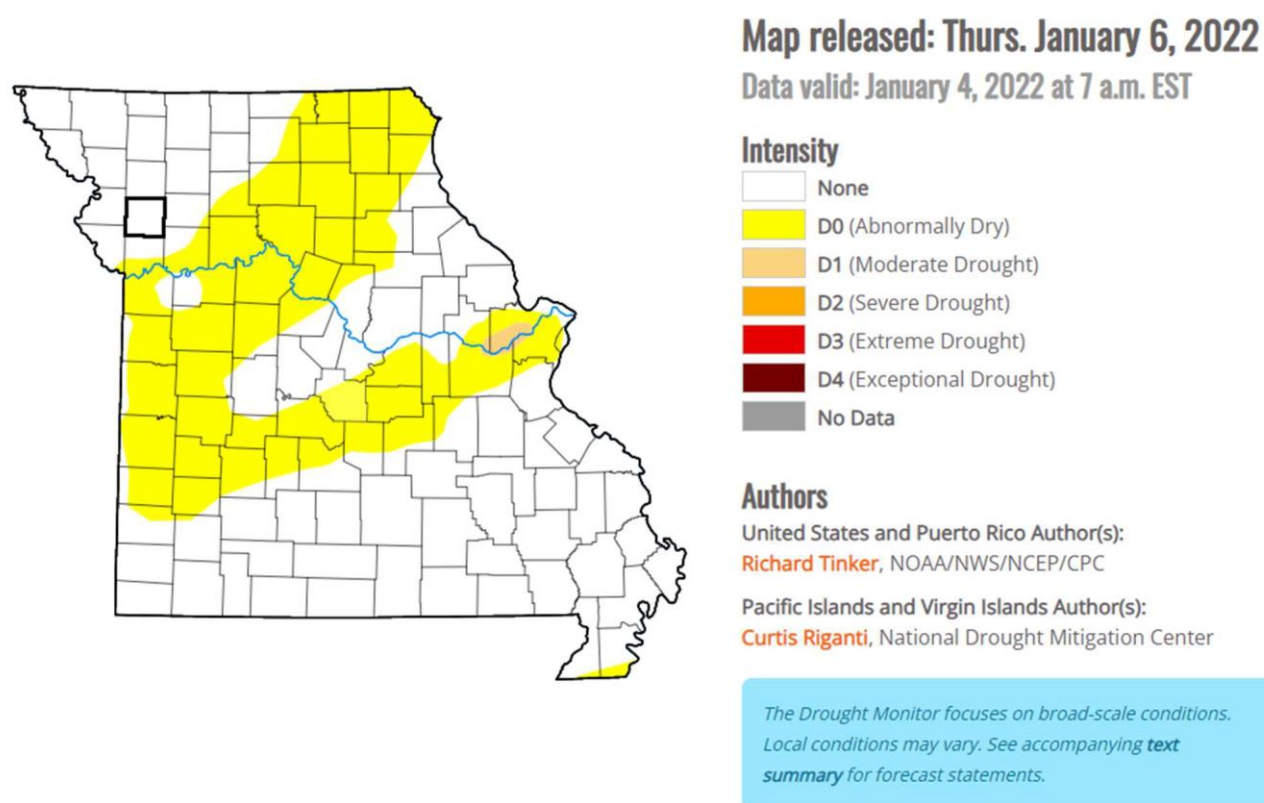 Map released: Thurs. January 6, 2022
Data valid: January 4, 2022 at 7 a.m. EST
Intensity
None
D0 (Abnormally Dry)
D1 (Moderate Drought)
D2 (Severe Drought)
D3 (Extreme Drought)
D4 (Exceptional Drought)
No Data
Authors
United States and Puerto Rico Author(s):
Richard Tinker, NOAA/NWS/NCEP/CPC
Pacific Islands and Virgin Islands Author(s):
Curtis Riganti, National Drought Mitigation Center
The Drought Monitor focuses on broad-scale conditions.
Local conditions may vary. See accompanying text
summary for forecast statements.